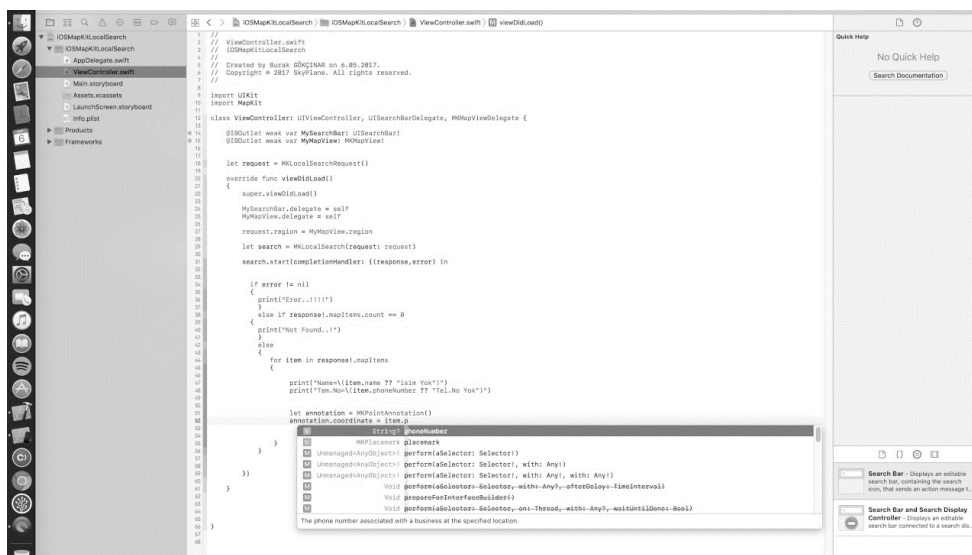 iOSMapKitLocalSearch
iOSMapKitLocalSearch
ViewController.swift
viewDidLoad()
iOSMapKitLocalSearch
iOSMapKitLocalSearch
AppDelegate.swift
ViewController.swift
Main.storyboard
Assets.xcassets
LaunchScreen.storyboard
Info.plist
Products
Frameworks
//
// ViewController.swift
// iOSMapKitLocalSearch
//
// Created by Burak GÖKÇINAR on 6.05.2017.
// Copyright © 2017 SkyPlane. All rights reserved.
//
import UIKit
import MapKit
class ViewController: UIViewController, UISearchBarDelegate, MKMapViewDelegate {
@IBOutlet weak var MySearchBar: UISearchBar!
@IBOutlet weak var MyMapView: MKMapView!
let request = MKLocalSearchRequest()
override func viewDidLoad()
{
super.viewDidLoad()
MySearchBar.delegate = self
MyMapView.delegate = self
request.region = MyMapView.region
let search = MKLocalSearch(request: request)
search.start(completionHandler: {(response,error) in
if error != nil
{
print("Eror..!!!!")
}
else if response!.mapItems.count == 0
{
print("Not Found..!")
}
else
{
for item in response!.mapItems
{
print("Name=\(item.name ?? "isim Yok")")
print("Tem.No=\(item.phoneNumber ?? "Tel.No Yok")")
let annotation = MKPointAnnotation()
annotation.coordinate = item.p
String? phoneNumber
MKPlacemark placemark
Unmanaged<AnyObject>! perform(aSelector: Selector!)
Unmanaged<AnyObject>! perform(aSelector: Selector!, with: Any!)
Unmanaged<AnyObject>! perform(aSelector: Selector!, with: Any!, with: Any!)
Void perform(aSelector: Selector, with: Any?, afterDelay: TimeInterval)
Void prepareForInterfaceBuilder()
Void perform(aSelector: Selector, on: Thread, with: Any?, waitUntilDone: Bool)
The phone number associated with a business at the specified location.
}
}
})
}
}
Quick Help
No Quick Help
Search Documentation
Search Bar - Displays an editable
search bar, containing the search
icon, that sends an action message t...
Search Bar and Search Display
Controller - Displays an editable
search bar connected to a search dis...